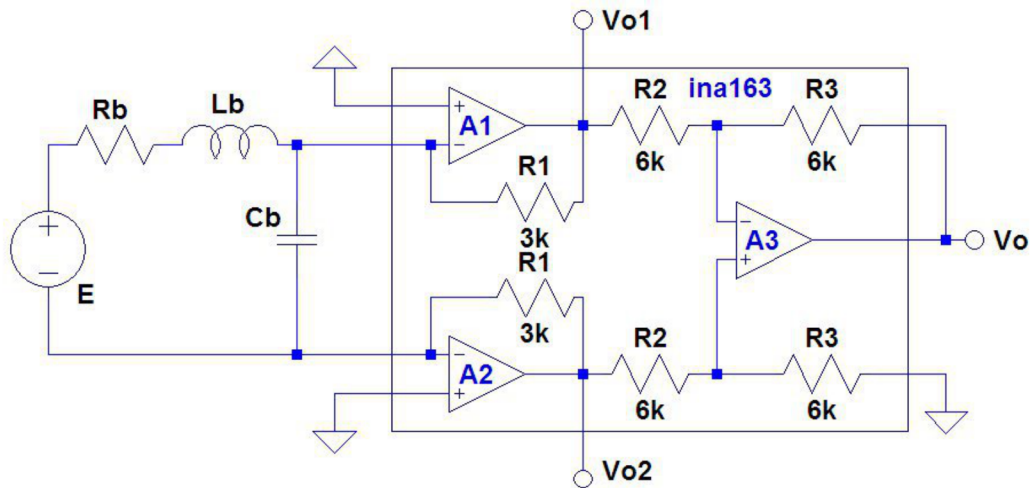 Vo1
Rb
Lb
Cb
E
+
−
ina163
+
A1
−
R1
3k
R1
3k
−
A2
+
R2
6k
R3
6k
−
A3
+
R2
6k
R3
6k
Vo
Vo2